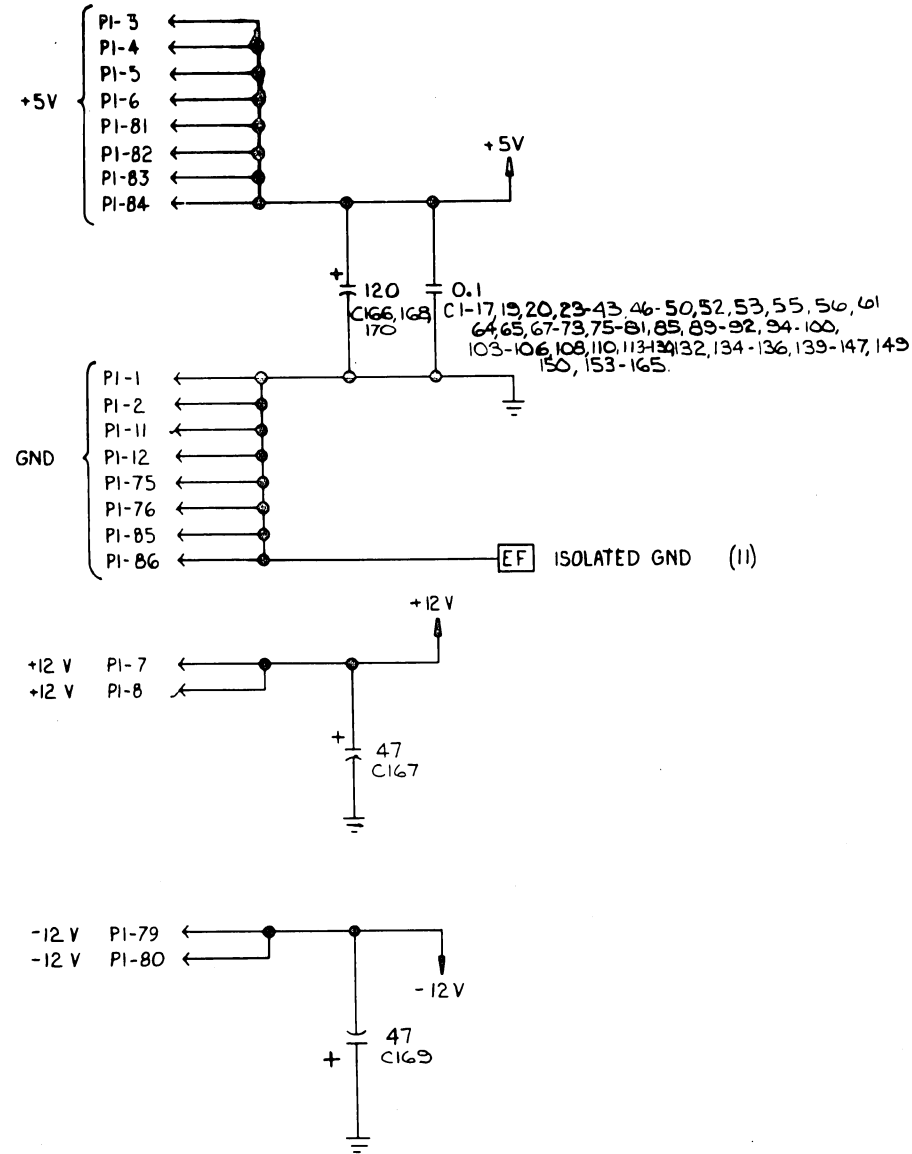 P1-3
P1-4
P1-5
+5V P1-6
P1-81
P1-82
P1-83
P1-84
+5V
+ 120
C166, 168,
170
0.1
C1-17, 19, 20, 23-43, 46-50, 52, 53, 55, 56, 61
64, 65, 67-73, 75-81, 85, 89-92, 94-100,
103-106, 108, 110, 113-130, 132, 134-136, 139-147, 149
150, 153-165.
P1-1
P1-2
P1-11
GND P1-12
P1-75
P1-76
P1-85
P1-86
EF ISOLATED GND (11)
+12 V
+12 V P1-7
+12 V P1-8
+ 47
C167
-12 V P1-79
-12 V P1-80
-12 V
47
+ C169